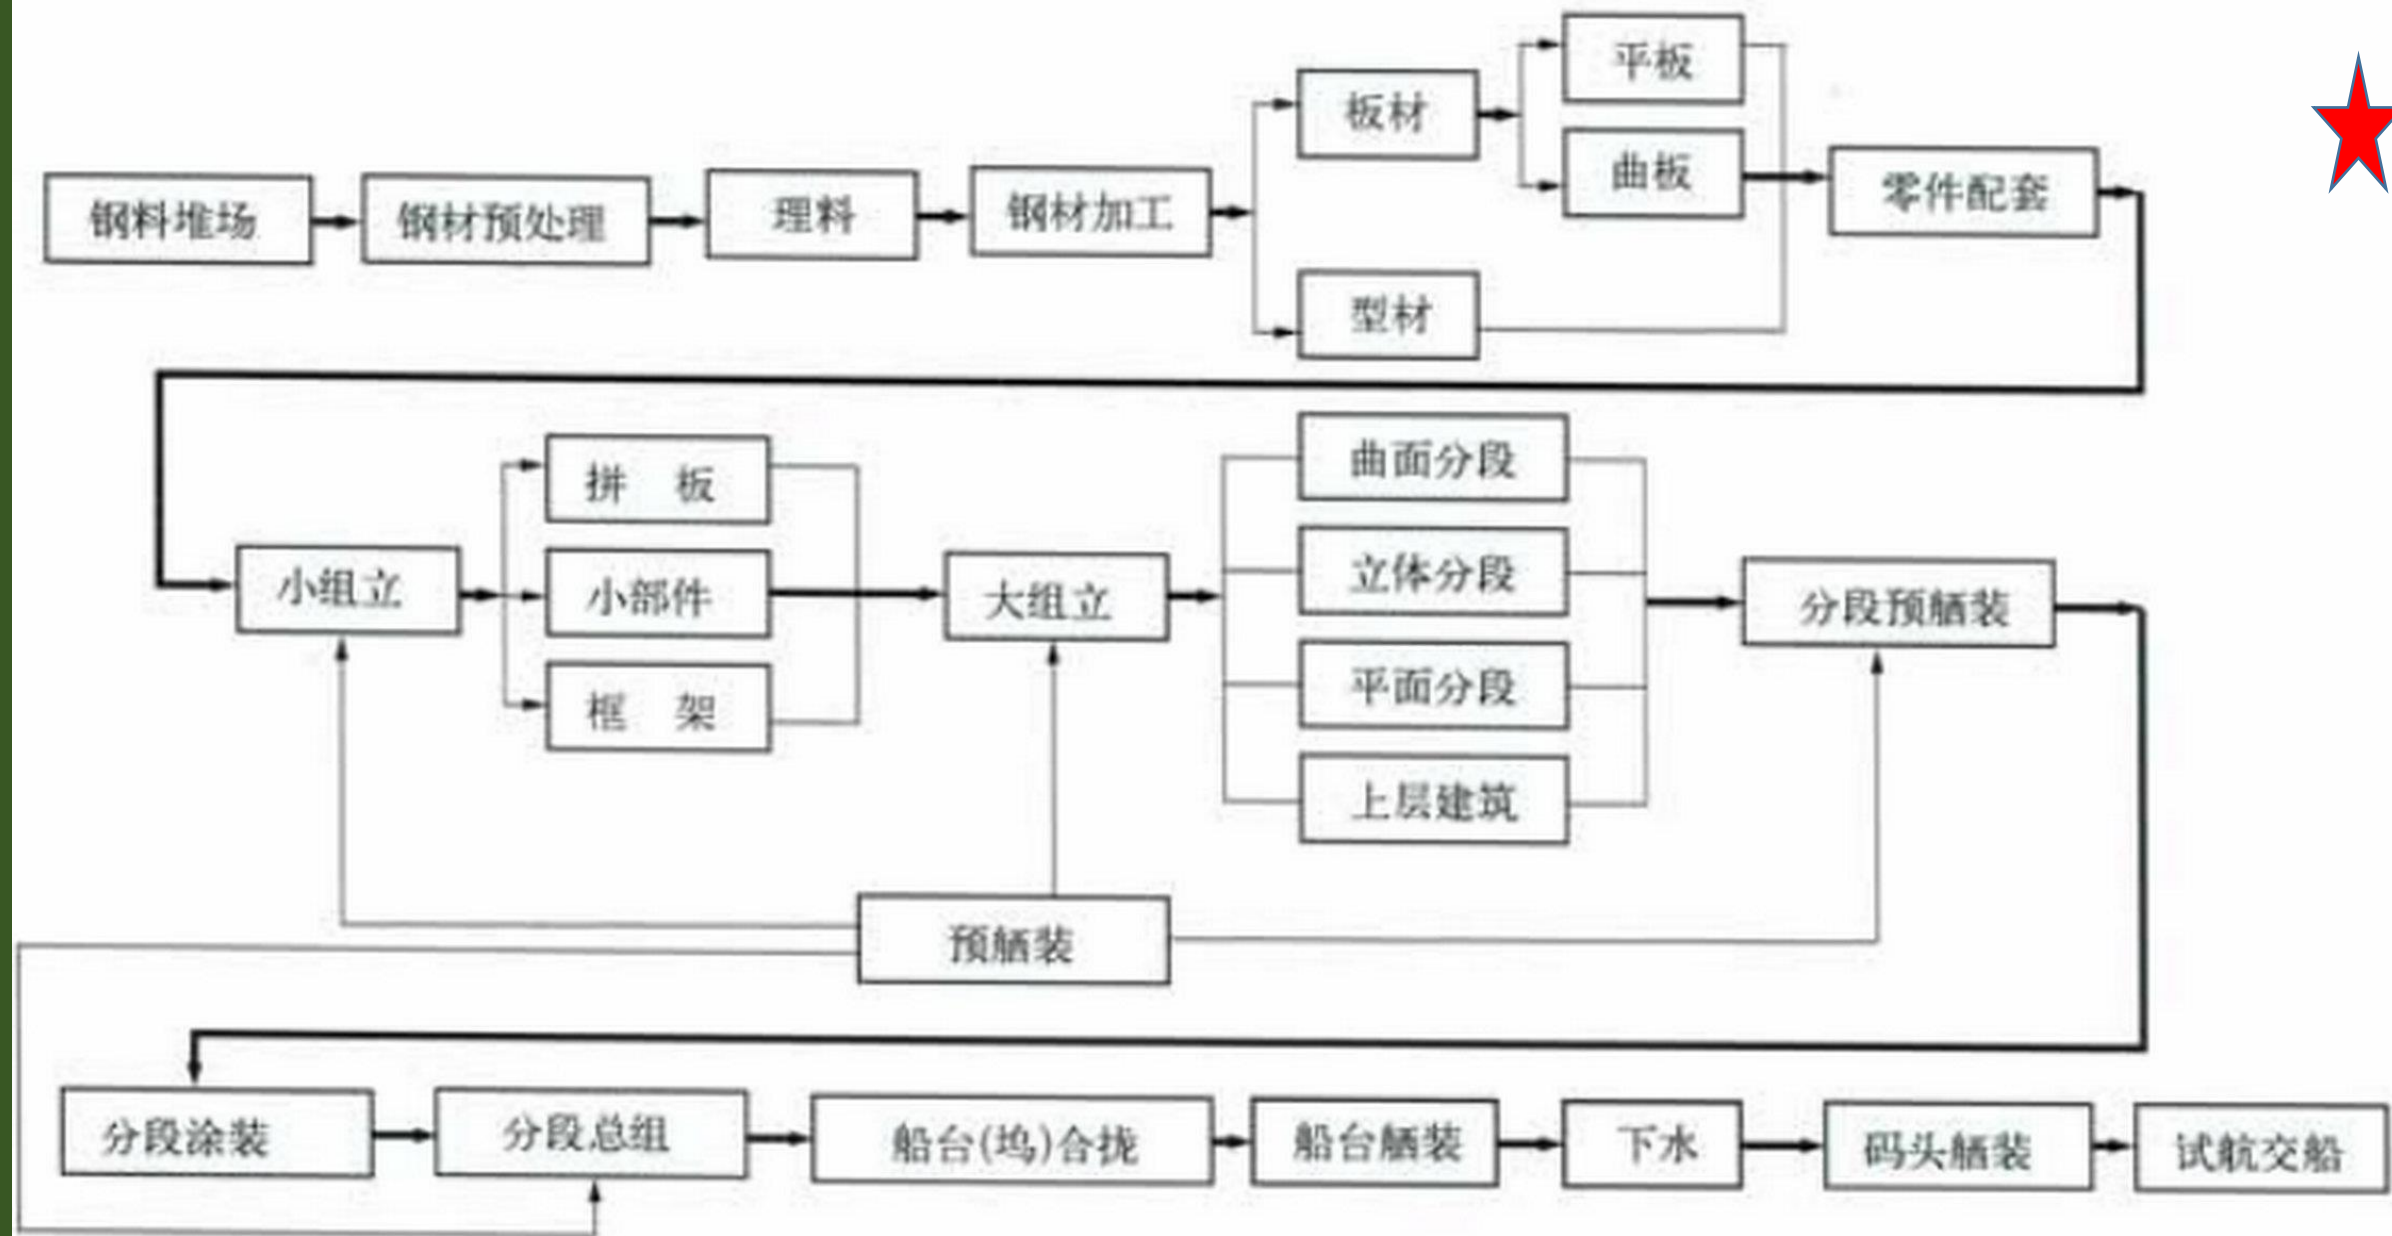 钢料堆场
钢材预处理
理料
钢材加工
板材
型材
平板
曲板
零件配套
小组立
拼 板
小部件
框 架
大组立
曲面分段
立体分段
平面分段
上层建筑
分段预舾装
预舾装
分段涂装
分段总组
船台(坞)合拢
船台舾装
下水
码头舾装
试航交船